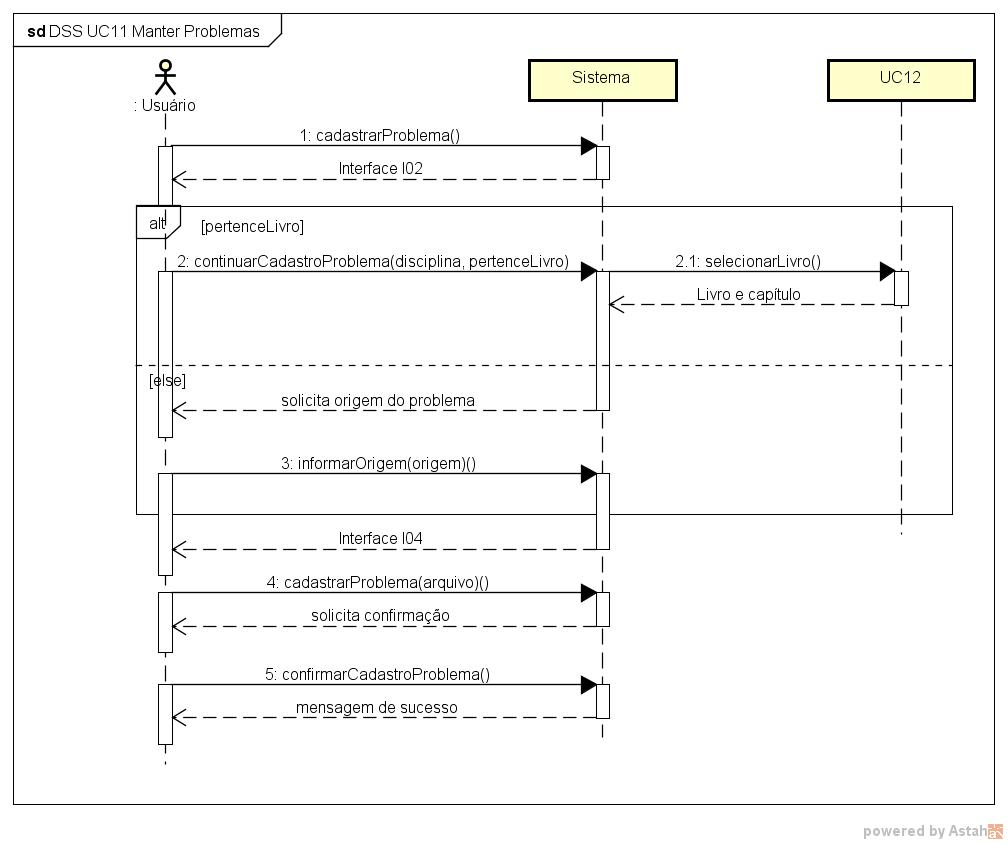 sd DSS UC11 Manter Problemas
Sistema
UC12
: Usuário
1: cadastrarProblema()
Interface I02
alt
[pertenceLivro]
2: continuarCadastroProblema(disciplina, pertenceLivro)
2.1: selecionarLivro()
Livro e capítulo
[else]
solicita origem do problema
3: informarOrigem(origem)()
Interface I04
4: cadastrarProblema(arquivo)()
solicita confirmação
5: confirmarCadastroProblema()
mensagem de sucesso
powered by Astah